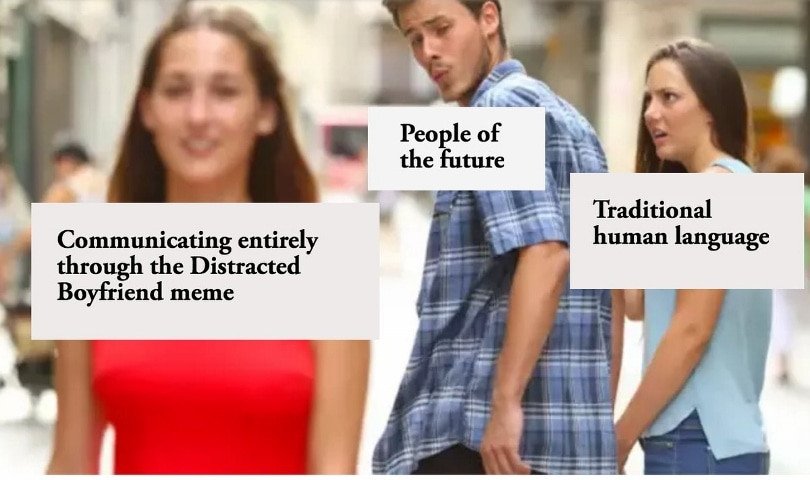 Communicating entirely
through the Distracted
Boyfriend meme
People of
the future
Traditional
human language